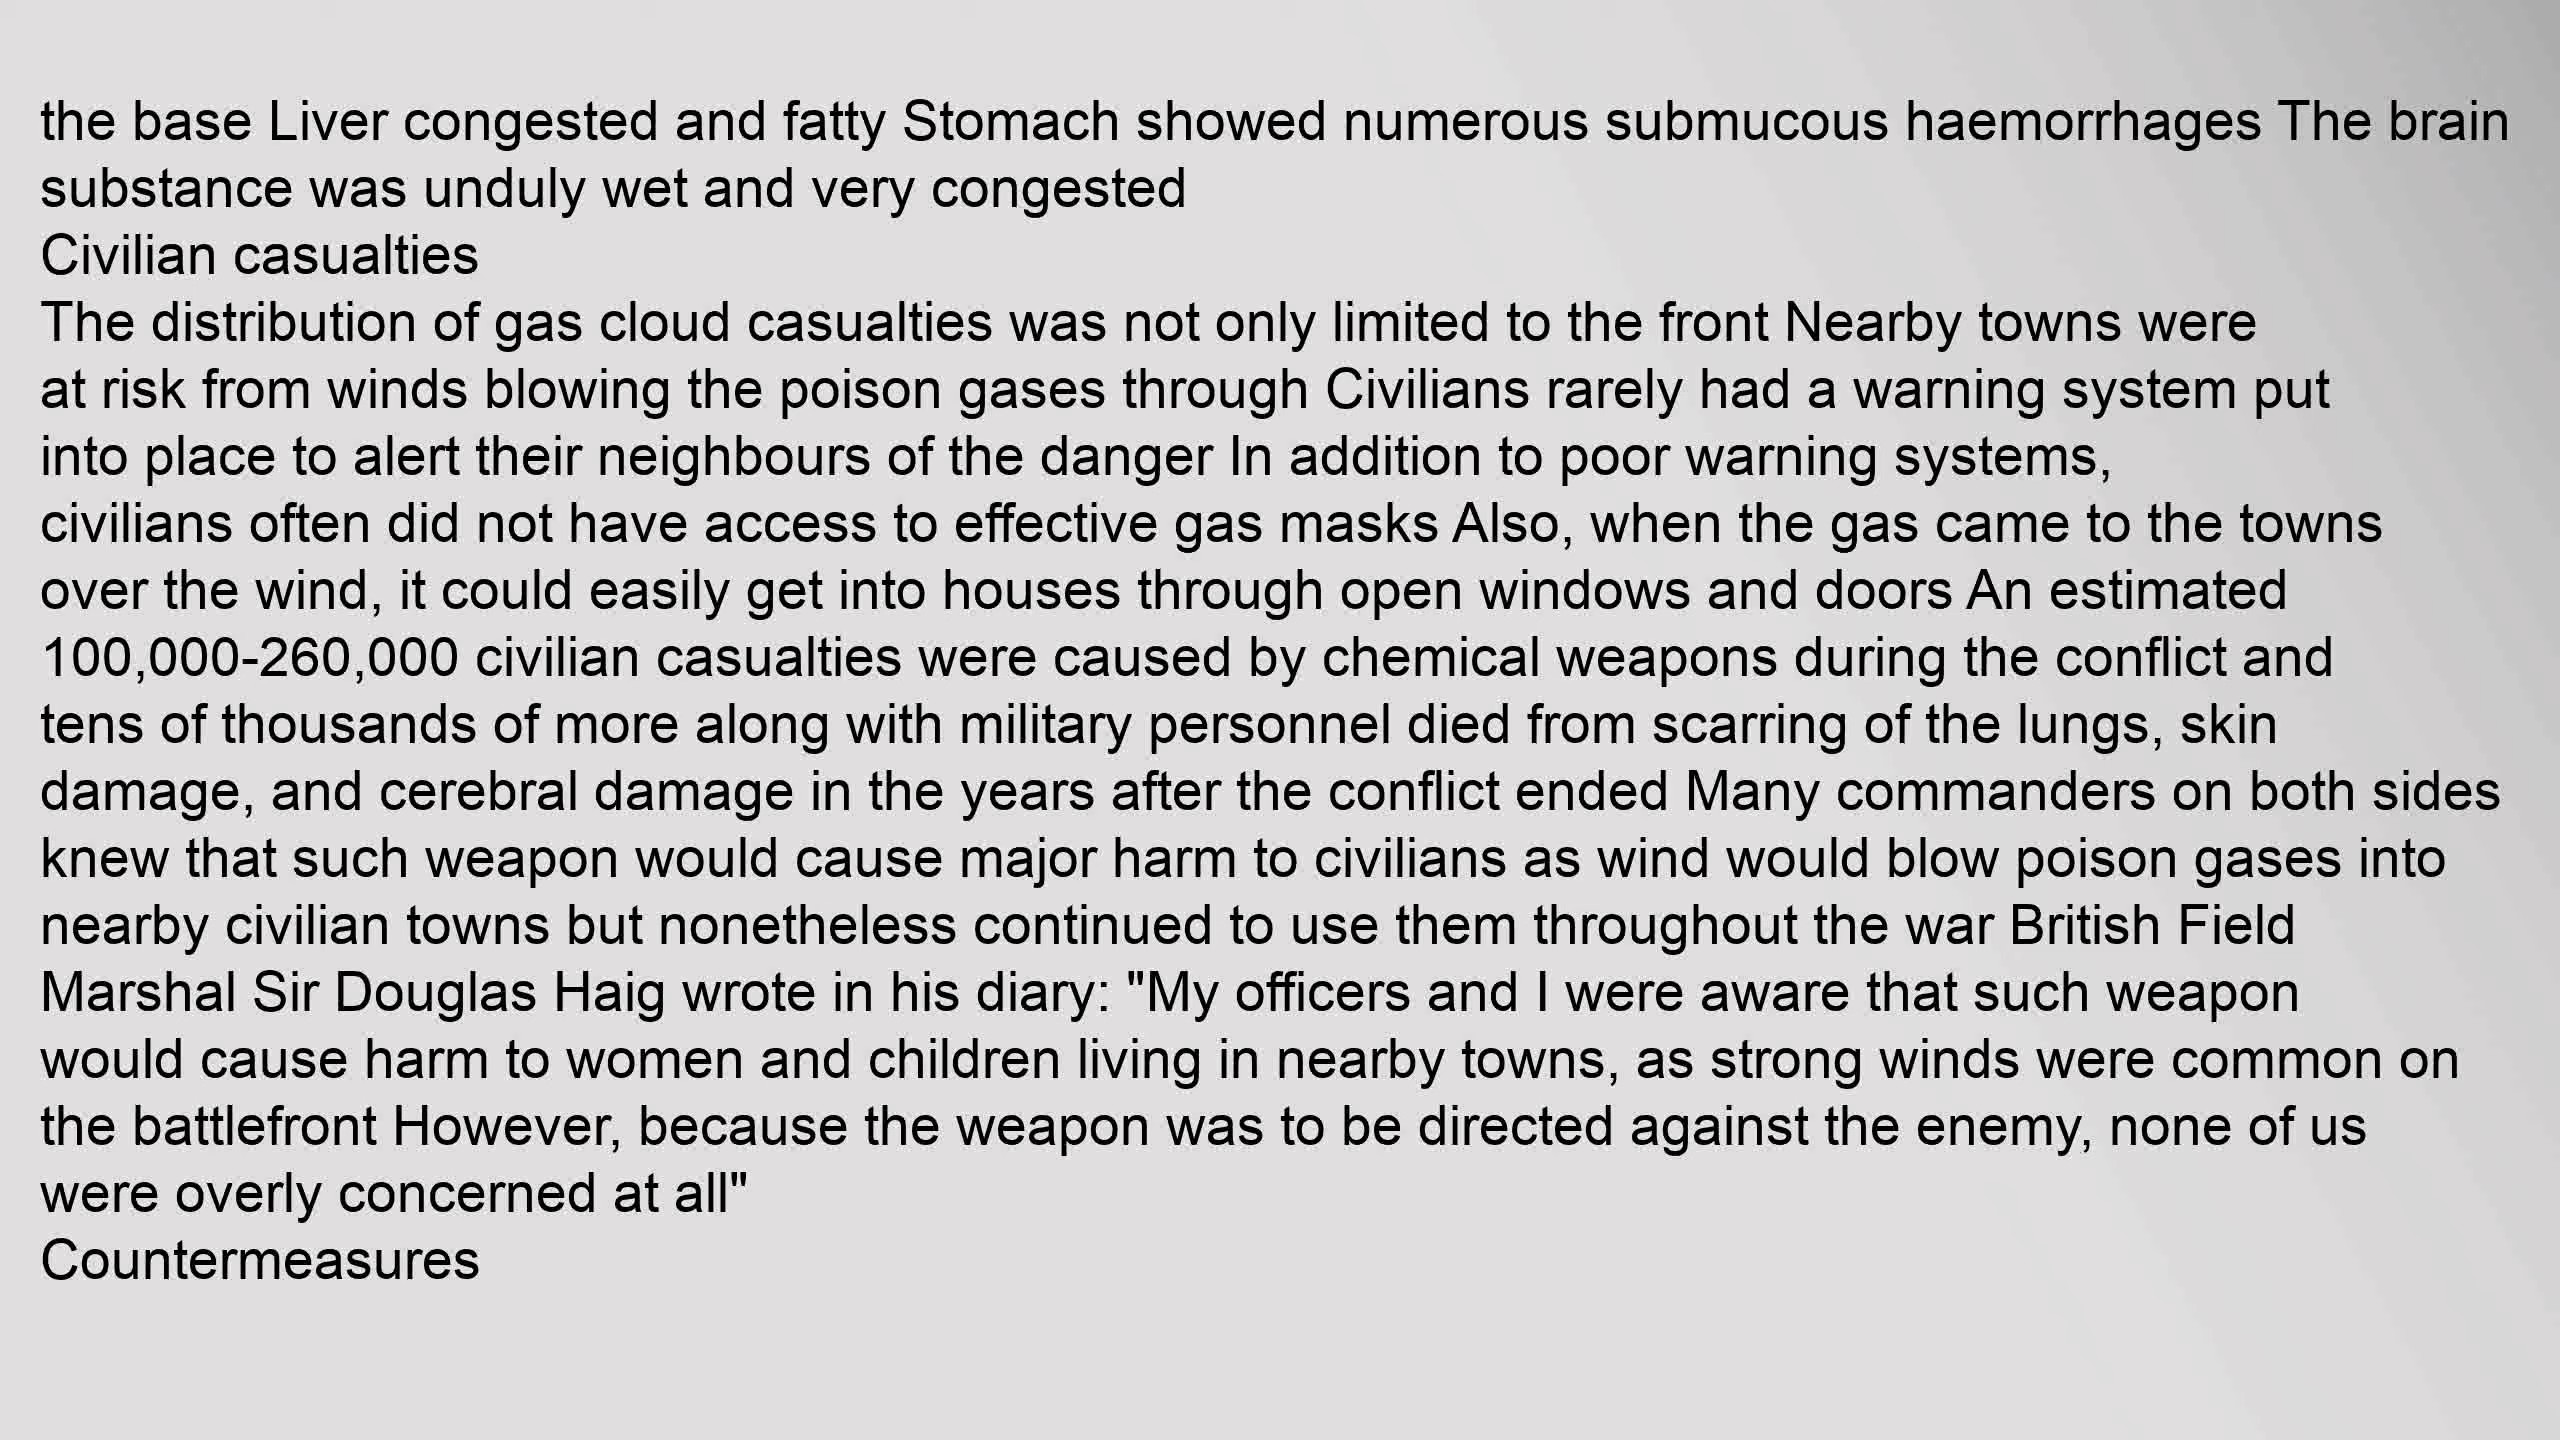 the base Liver congested and fatty Stomach showed numerous submucous haemorrhages The brain
substance was unduly wet and very congested
Civilian casualties
The distribution of gas cloud casualties was not only limited to the front Nearby towns were
at risk from winds blowing the poison gases through Civilians rarely had a warning system put
into place to alert their neighbours of the danger In addition to poor warning systems,
civilians often did not have access to effective gas masks Also, when the gas came to the towns
over the wind, it could easily get into houses through open windows and doors An estimated
100,000-260,000 civilian casualties were caused by chemical weapons during the conflict and
tens of thousands of more along with military personnel died from scarring of the lungs, skin
damage, and cerebral damage in the years after the conflict ended Many commanders on both sides
knew that such weapon would cause major harm to civilians as wind would blow poison gases into
nearby civilian towns but nonetheless continued to use them throughout the war British Field
Marshal Sir Douglas Haig wrote in his diary: "My officers and I were aware that such weapon
would cause harm to women and children living in nearby towns, as strong winds were common on
the battlefront However, because the weapon was to be directed against the enemy, none of us
were overly concerned at all"
Countermeasures